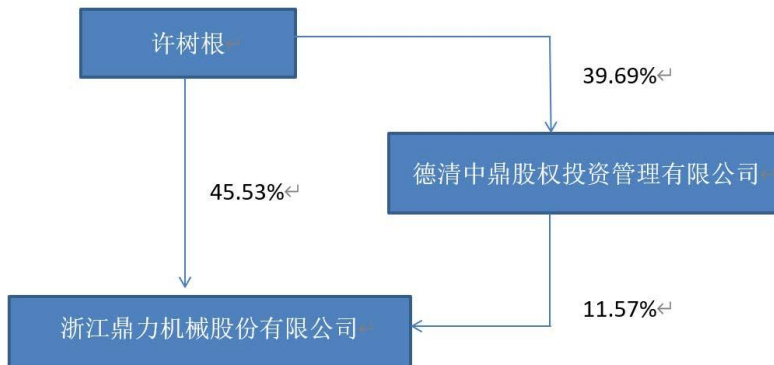 许树根
39.69%
德清中鼎股权投资管理有限公司
45.53%
11.57%
浙江鼎力机械股份有限公司